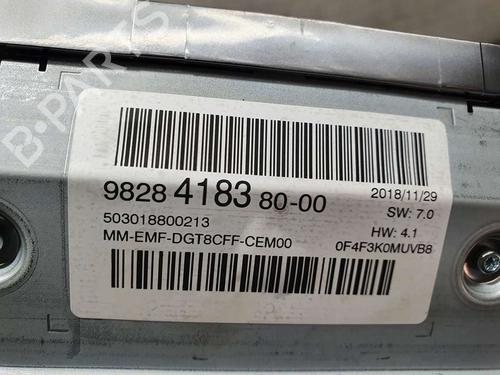 B-PARTS
9828 4183 80-00
2018/11/29
503018800213
SW: 7.0
MM-EMF-DGT8CFF-CEM00
HW: 4.1
0F4F3K0MUVB8